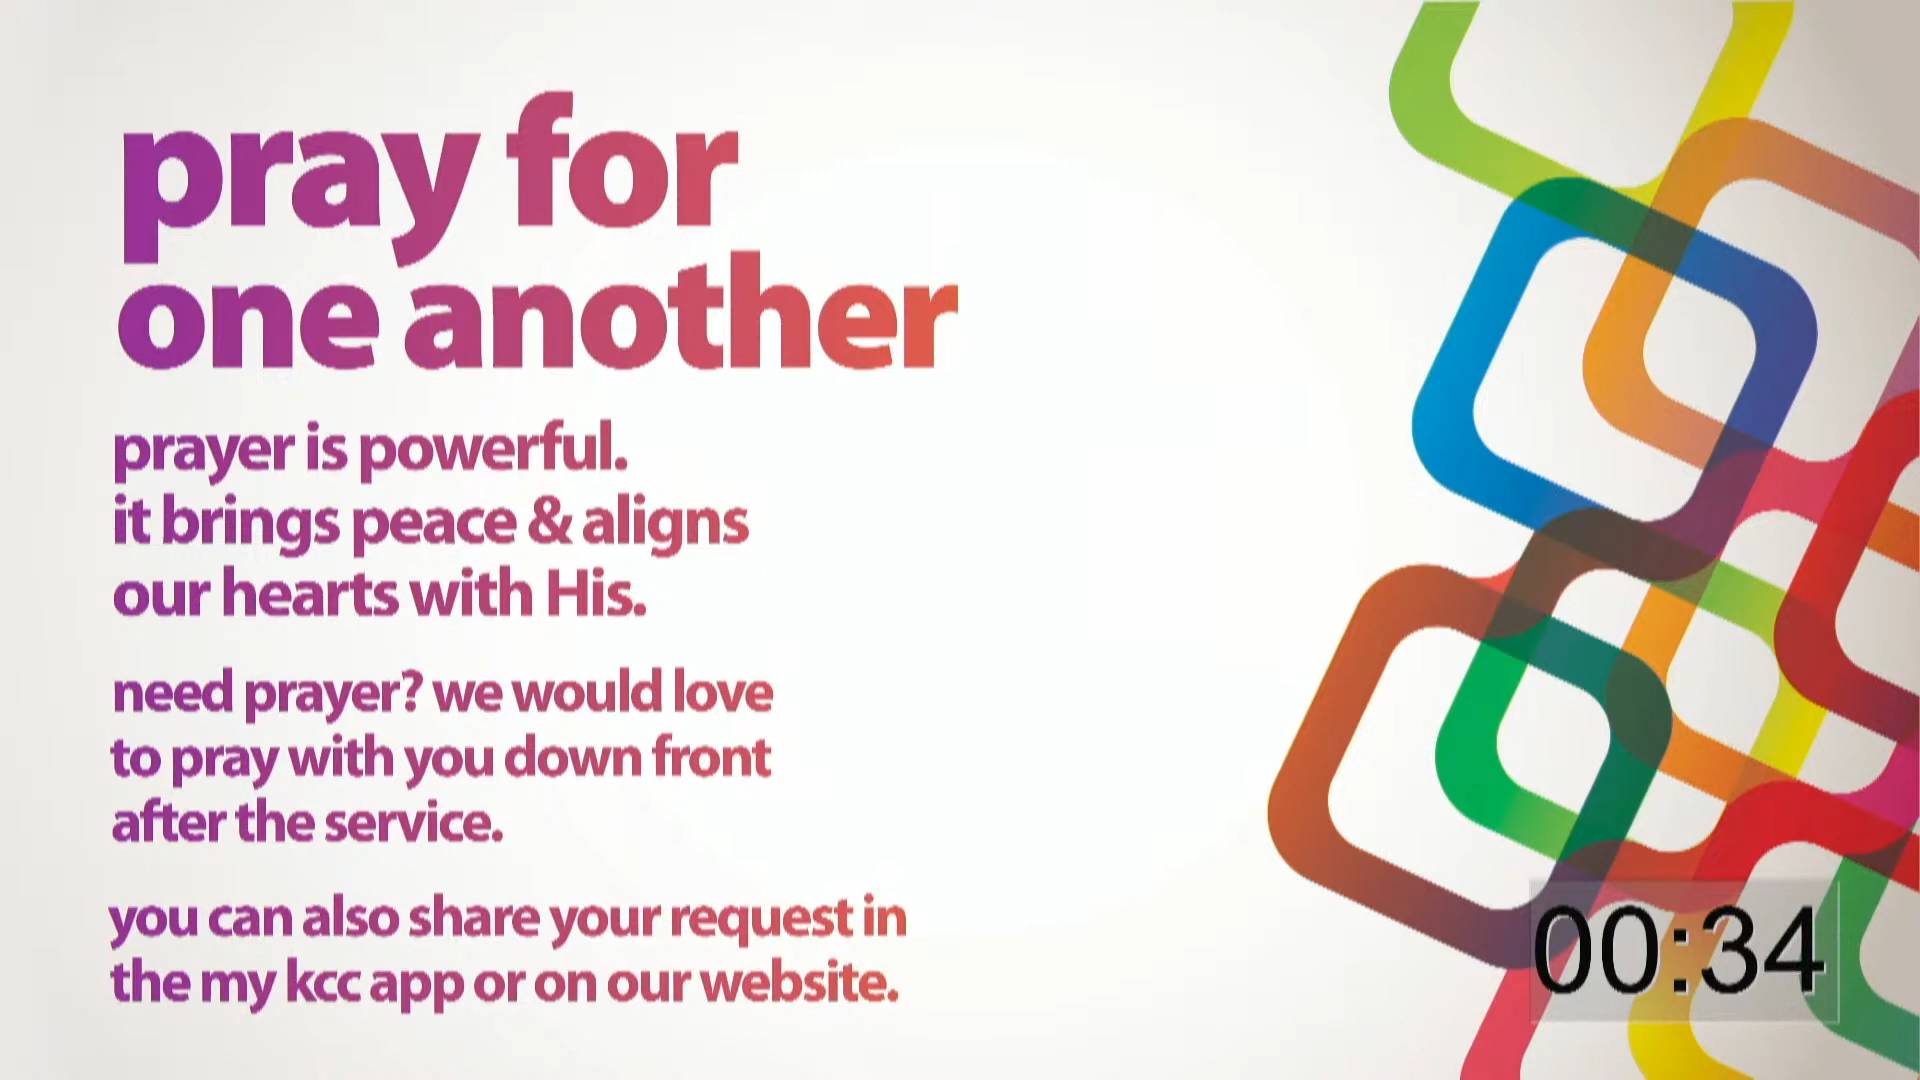 pray for
one another
prayer is powerful.
it brings peace & aligns
our hearts with His.
need prayer? we would love
to pray with you down front
after the service.
you can also share your request in
the my kcc app or on our website.
00:34